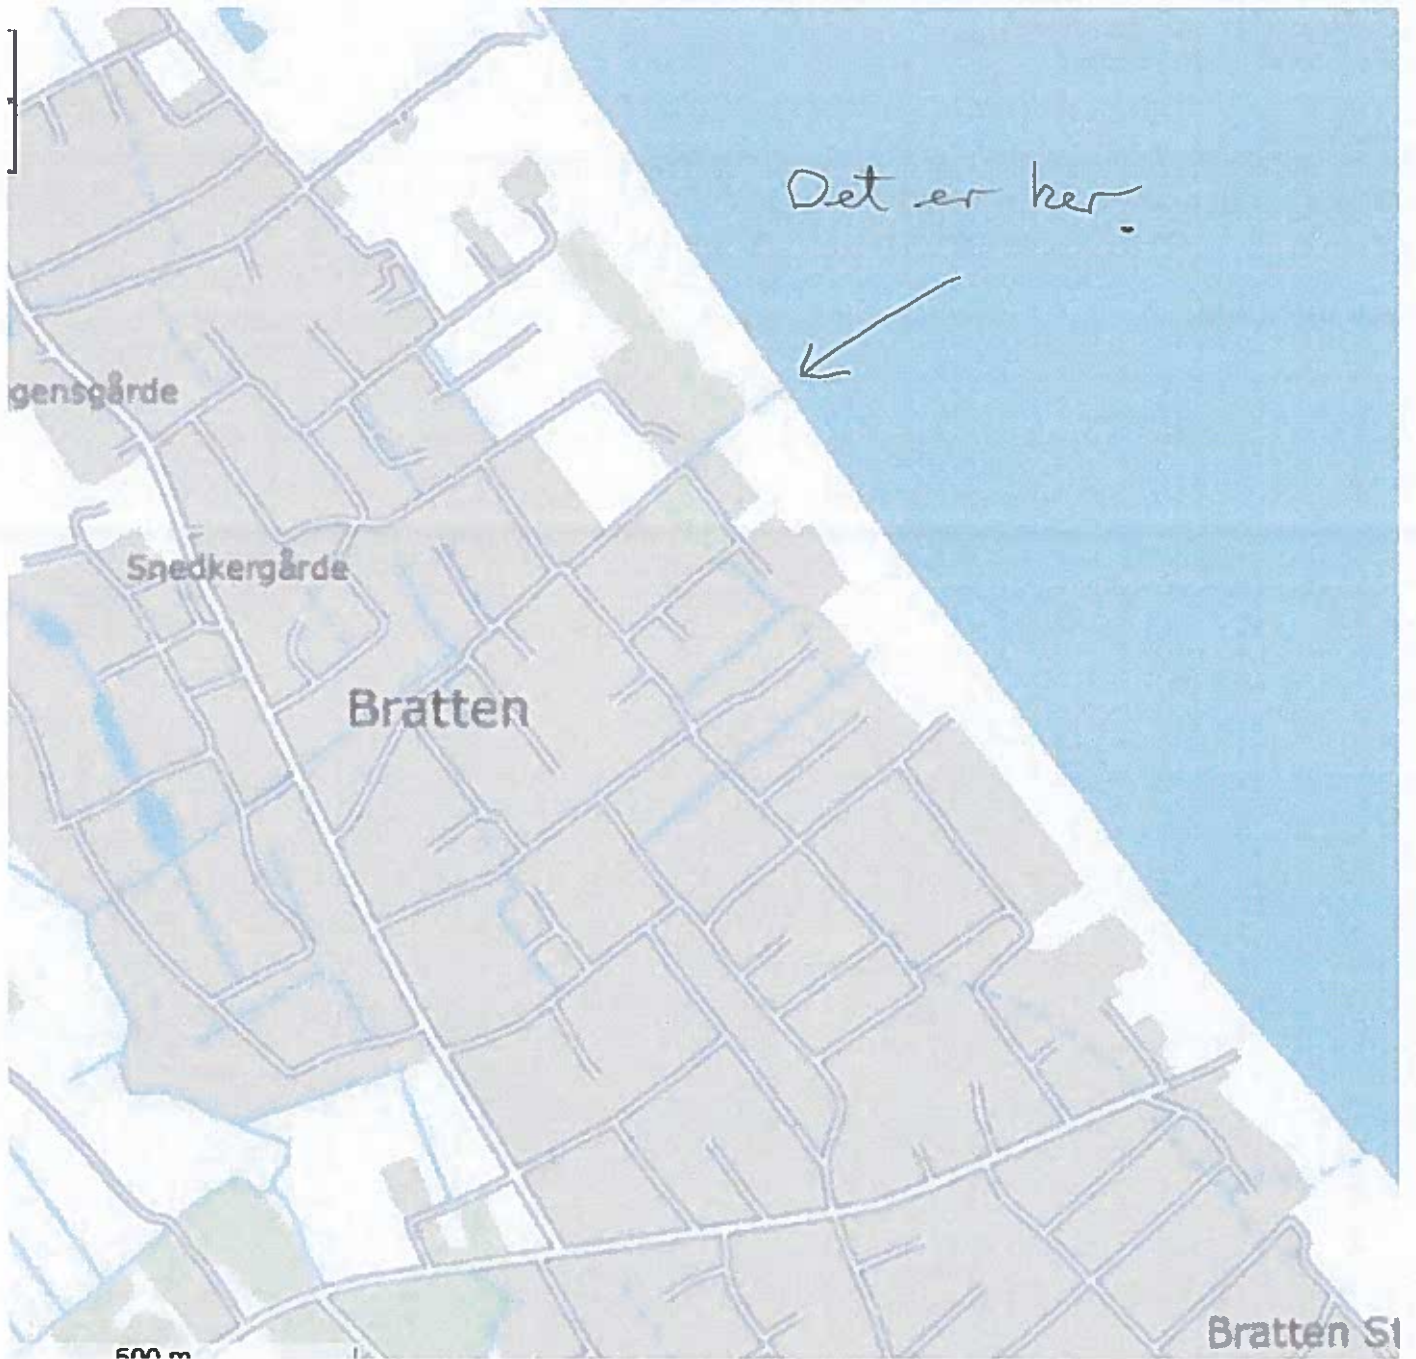 Det er her.
gensgårde
Snedkergårde
Bratten
Bratten St
500 m